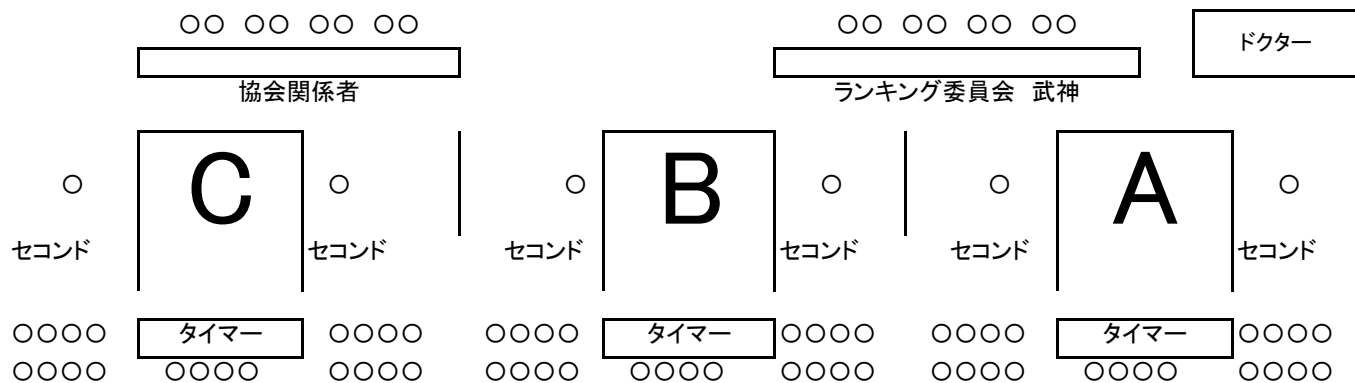 ○○ ○○ ○○ ○○
○○ ○○ ○○ ○○
ドクター
協会関係者
ランキング委員会 武神
C
B
A
○ ○ ○ ○ ○ ○
セコンド セコンド セコンド セコンド セコンド セコンド
○○○○ タイマー ○○○○ ○○○○ タイマー ○○○○ ○○○○ タイマー ○○○○
○○○○ ○○○○ ○○○○ ○○○○ ○○○○ ○○○○ ○○○○ ○○○○ ○○○○